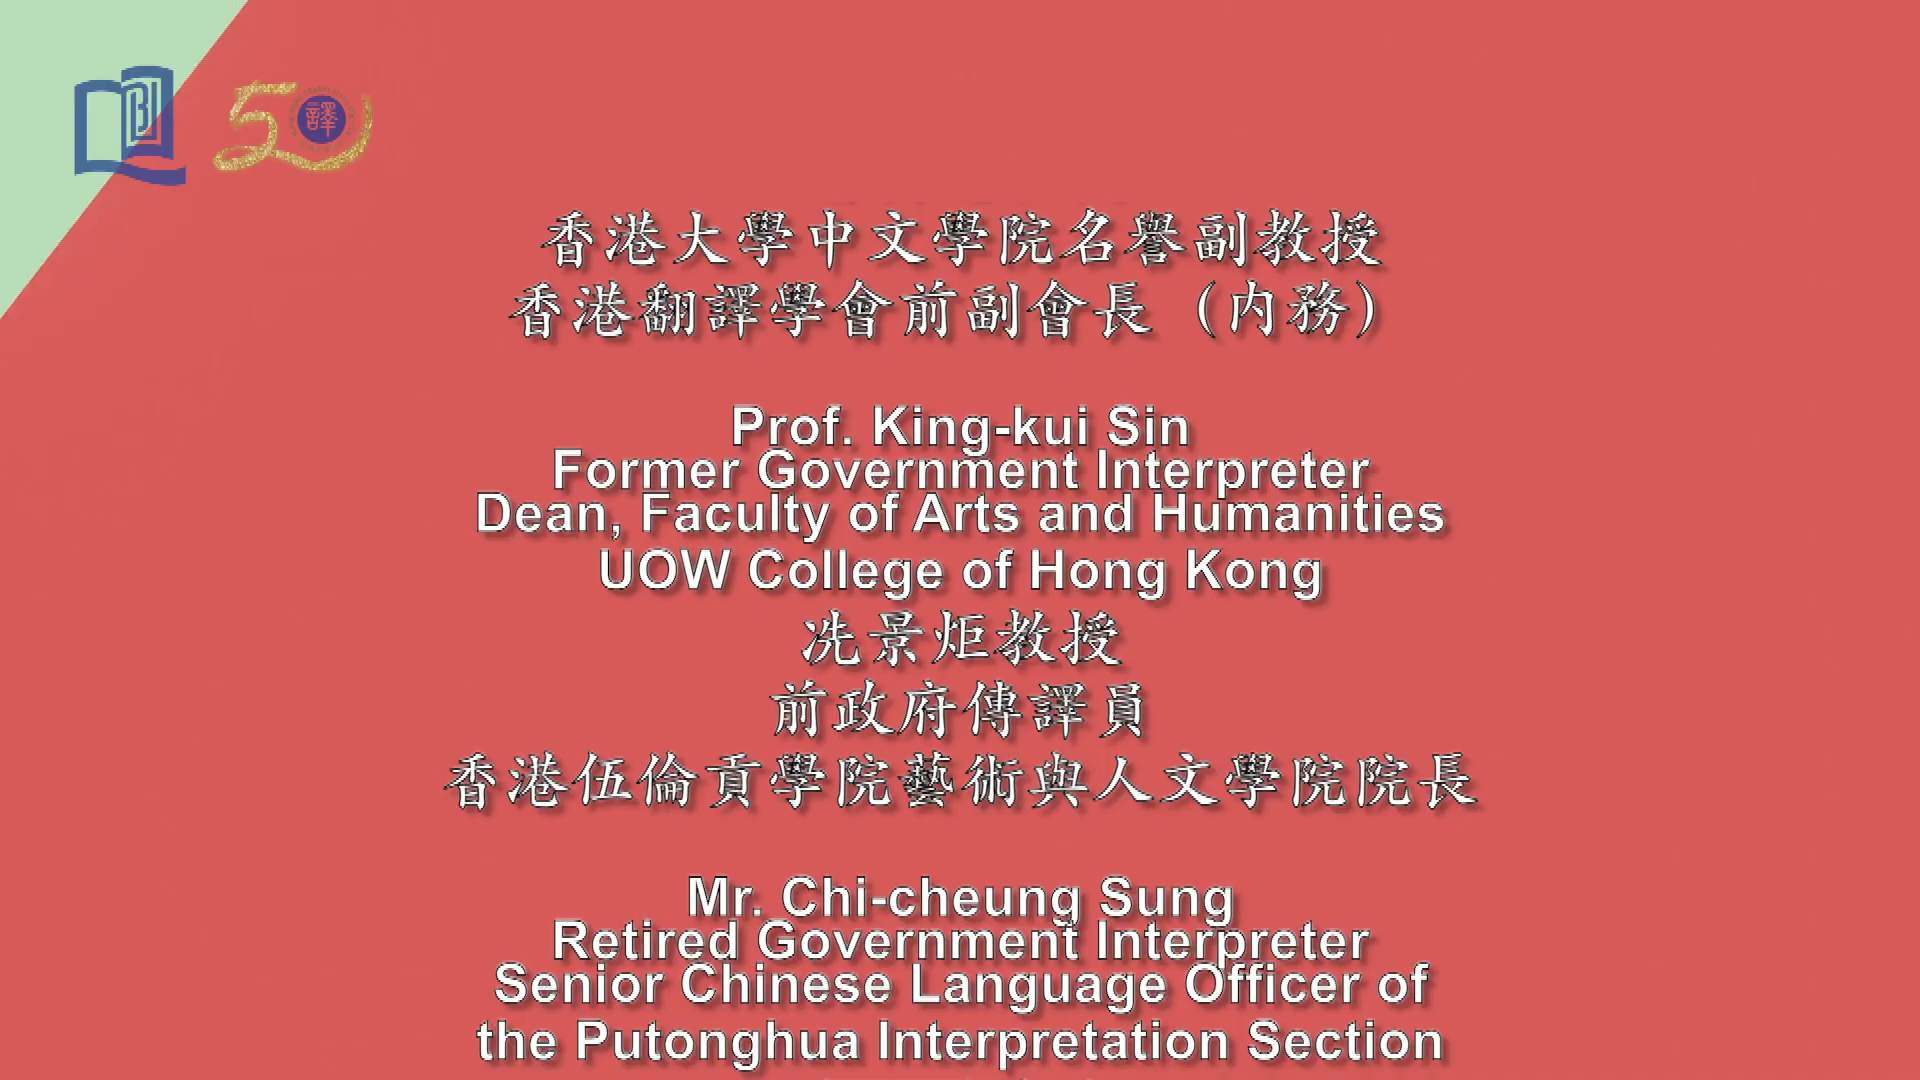 50
譯
香港大學中文學院名譽副教授
香港翻譯學會前副會長（內務）
Prof. King-kui Sin
Former Government Interpreter
Dean, Faculty of Arts and Humanities
UOW College of Hong Kong
冼景炬教授
前政府傳譯員
香港伍倫貢學院藝術與人文學院院長
Mr. Chi-cheung Sung
Retired Government Interpreter
Senior Chinese Language Officer of
the Putonghua Interpretation Section